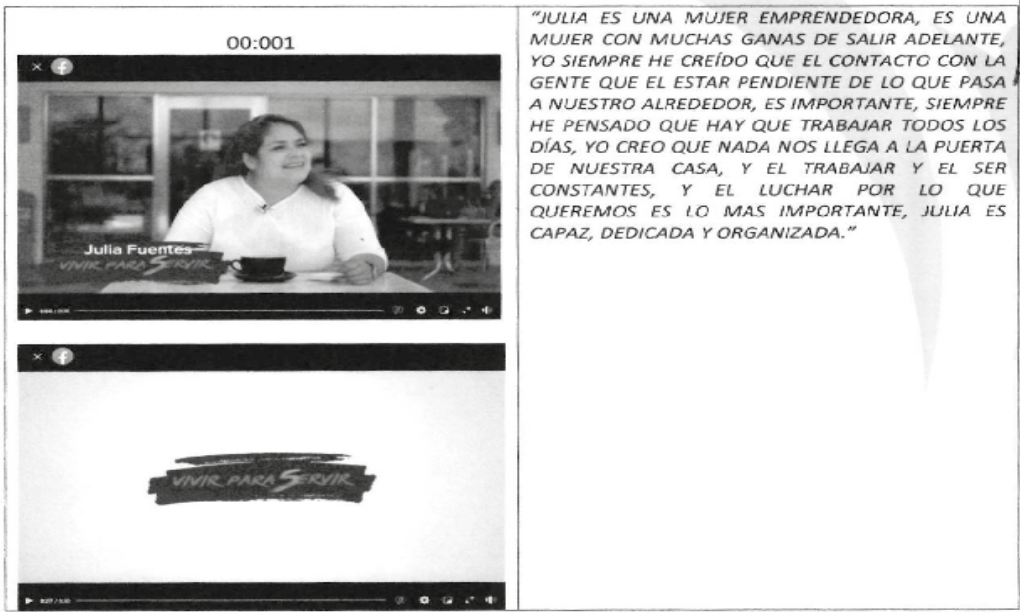 00:001
Julia Fuentes
VIVIR PARA SERVIR
VIVIR PARA SERVIR
"JULIA ES UNA MUJER EMPRENDEDORA, ES UNA
MUJER CON MUCHAS GANAS DE SALIR ADELANTE,
YO SIEMPRE HE CREÍDO QUE EL CONTACTO CON LA
GENTE QUE EL ESTAR PENDIENTE DE LO QUE PASA
A NUESTRO ALREDEDOR, ES IMPORTANTE, SIEMPRE
HE PENSADO QUE HAY QUE TRABAJAR TODOS LOS
DÍAS, YO CREO QUE NADA NOS LLEGA A LA PUERTA
DE NUESTRA CASA, Y EL TRABAJAR Y EL SER
CONSTANTES, Y EL LUCHAR POR LO QUE
QUEREMOS ES LO MAS IMPORTANTE, JULIA ES
CAPAZ, DEDICADA Y ORGANIZADA."